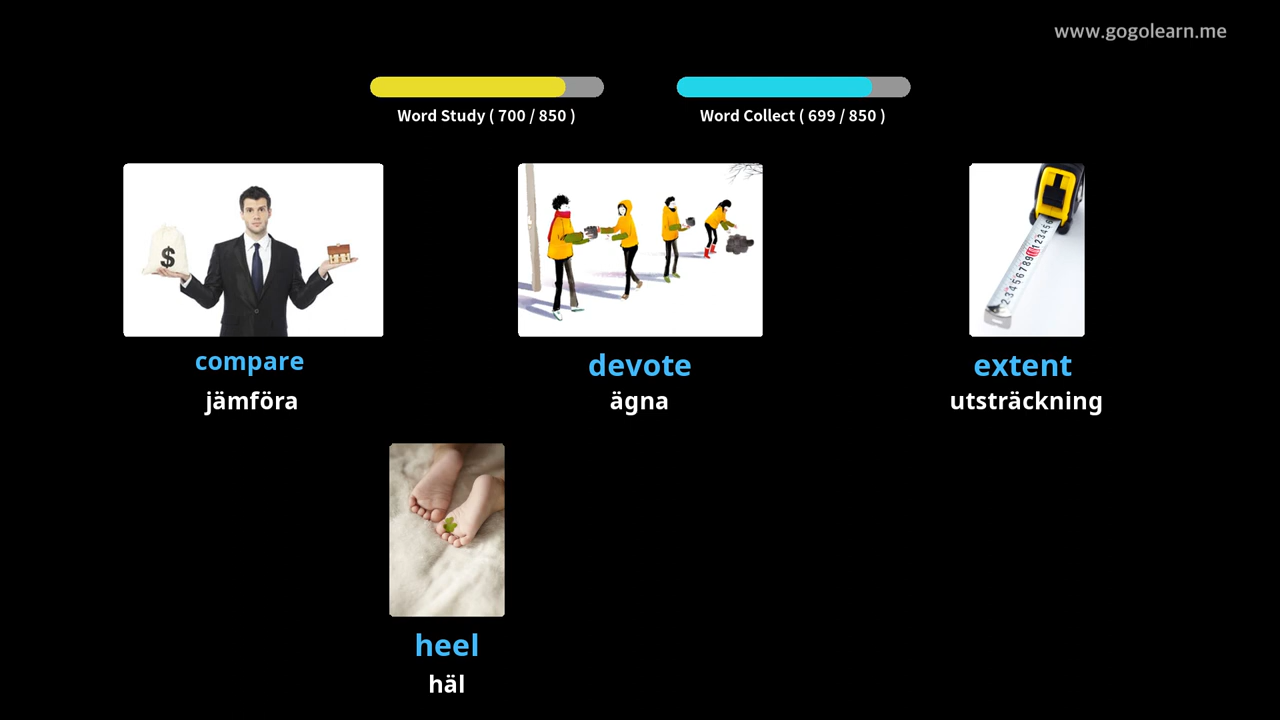 www.gogolearn.me
Word Study ( 700 / 850 )
Word Collect ( 699 / 850 )
$
compare
devote
extent
jämföra
ägna
utsträckning
heel
häl